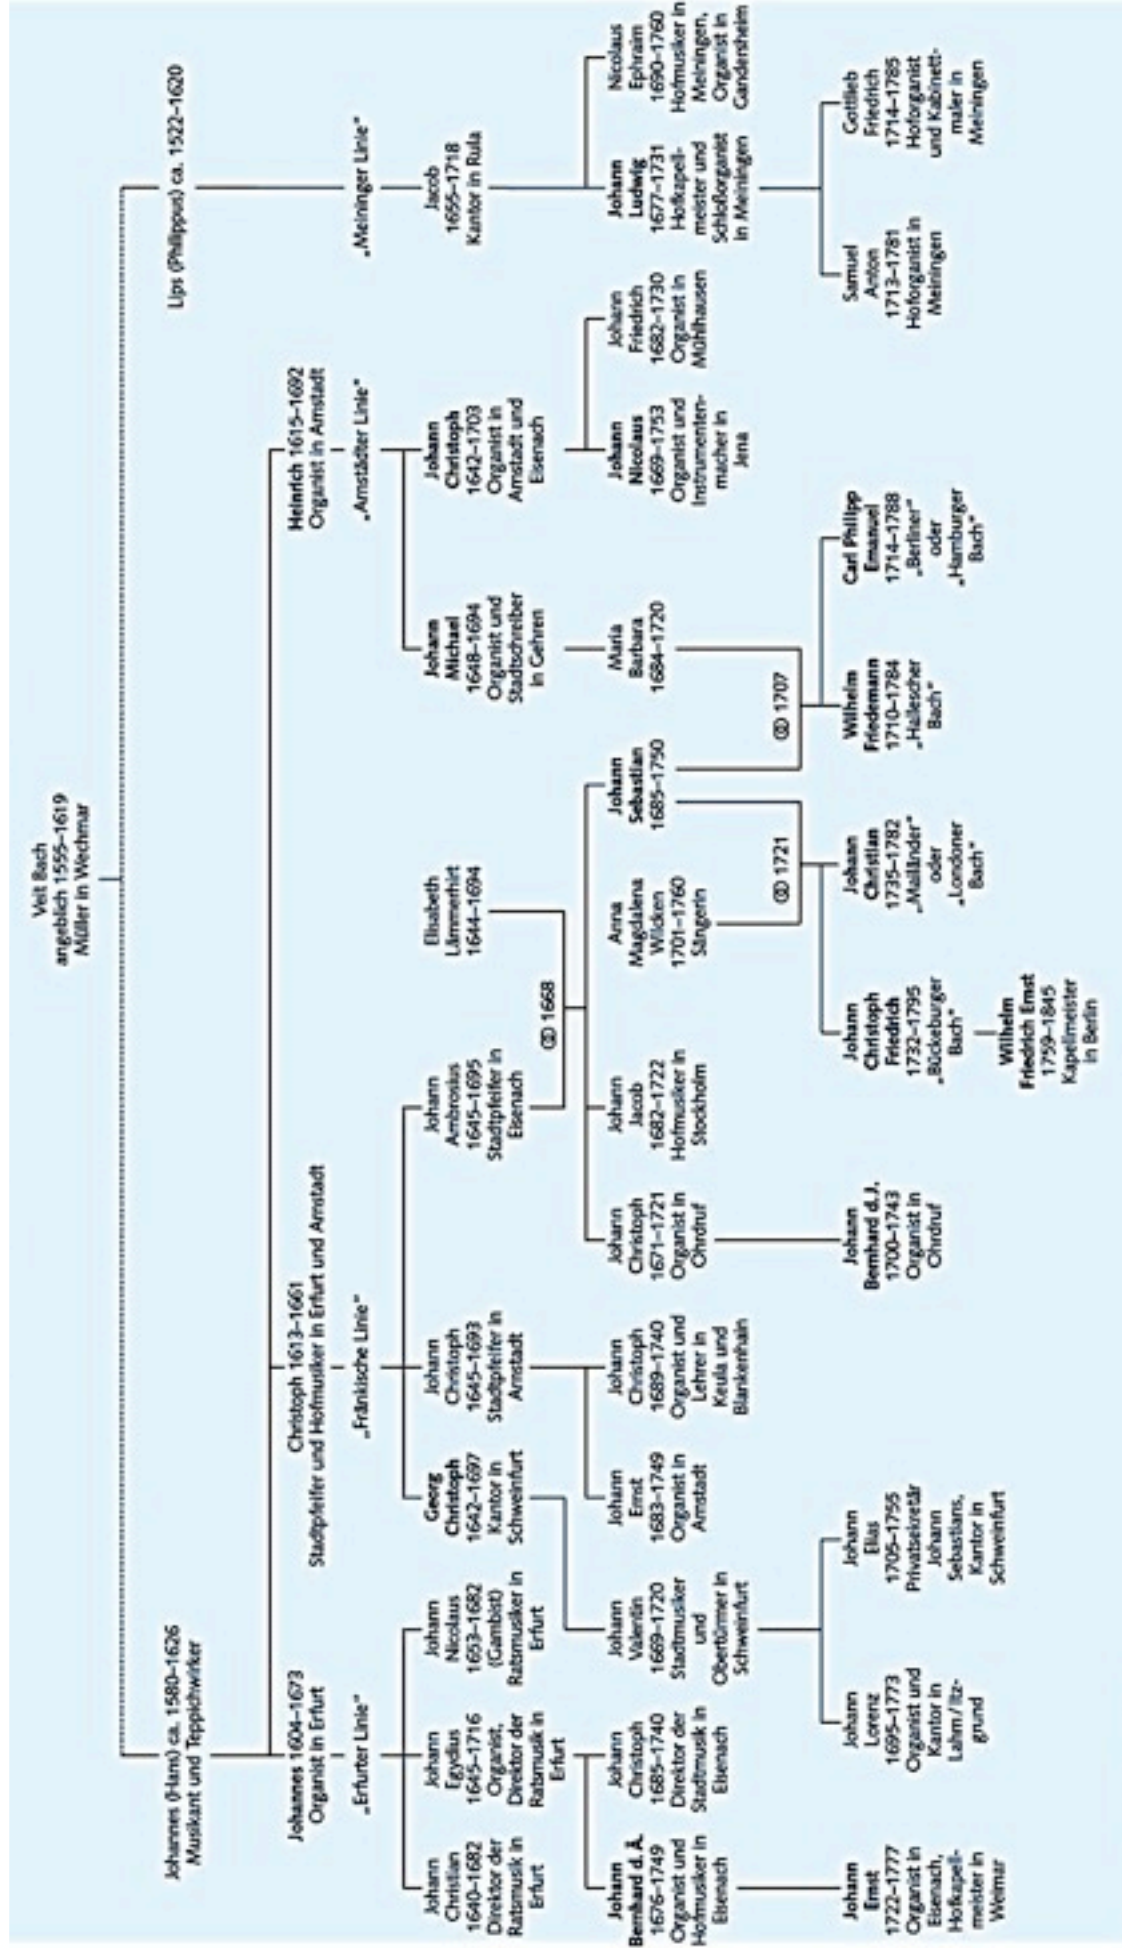 Veit Bach
angeblich 1555–1619
Müller in Wechmar
Johannes (Hans) ca. 1580–1626
Musikant und Teppichwirker
Lips (Philippus) ca. 1522–1620
Johannes 1604–1673
Organist in Erfurt
Christoph 1613–1661
Stadtpfeifer und Hofmusiker in Erfurt und Arnstadt
Heinrich 1615–1692
Organist in Arnstadt
„Erfurter Linie“
„Fränkische Linie“
„Arnstädter Linie“
„Meininger Linie“
Johann
Christian
1640–1682
Direktor der
Ratsmusik in
Erfurt
Johann
Egydius
1645–1716
Organist,
Direktor der
Ratsmusik in
Erfurt
Johann
Nicolaus
1653–1682
(Gambist)
Ratsmusiker in
Erfurt
Georg
Christoph
1642–1697
Kantor in
Schweinfurt
Johann
Christoph
1645–1693
Stadtpfeifer in
Arnstadt
Johann
Ambrosius
1645–1695
Stadtpfeifer in
Eisenach
Elisabeth
Lämmerhirt
1644–1694
Johann
Michael
1648–1694
Organist und
Stadtschreiber
in Gehren
Johann
Christoph
1642–1703
Organist in
Arnstadt und
Eisenach
Jacob
1655–1718
Kantor in Rula
⚭ 1668
Johann
Bernhard d. Ä.
1676–1749
Organist und
Hofmusiker in
Eisenach
Johann
Christoph
1685–1740
Direktor der
Stadtmusik in
Eisenach
Johann
Valentin
1669–1720
Stadtmusiker
und
Obertürmer in
Schweinfurt
Johann
Ernst
1683–1749
Organist in
Arnstadt
Johann
Christoph
1689–1740
Organist und
Lehrer in
Keula und
Blankenhain
Johann
Christoph
1671–1721
Organist in
Ohrdruf
Johann
Jacob
1682–1722
Hofmusiker in
Stockholm
Anna
Magdalena
Wilcken
1701–1760
Sängerin
Johann
Sebastian
1685–1750
Maria
Barbara
1684–1720
Johann
Nicolaus
1669–1753
Organist und
Instrumenten-
macher in
Jena
Johann
Friedrich
1682–1730
Organist in
Mühlhausen
Johann
Ludwig
1677–1731
Hofkapell-
meister und
Schloßorganist
in Meiningen
Nicolaus
Ephraim
1690–1760
Hofmusiker in
Meiningen,
Organist in
Gandersheim
⚭ 1721
⚭ 1707
Johann
Ernst
1722–1777
Organist in
Eisenach,
Hofkapell-
meister in
Weimar
Johann
Lorenz
1695–1773
Organist und
Kantor in
Lahm/Itz-
grund
Johann
Elias
1705–1755
Privatsekretär
Johann
Sebastians,
Kantor in
Schweinfurt
Johann
Bernhard d.J.
1700–1743
Organist in
Ohrdruf
Johann
Christoph
Friedrich
1732–1795
„Bückeburger
Bach“
Johann
Christian
1735–1782
„Mailänder“
oder
„Londoner
Bach“
Wilhelm
Friedemann
1710–1784
„Hallescher
Bach“
Carl Philipp
Emanuel
1714–1788
„Berliner“
oder
„Hamburger
Bach“
Samuel
Anton
1713–1781
Hoforganist in
Meiningen
Gottlieb
Friedrich
1714–1785
Hoforganist
und Kabinett-
maler in
Meiningen
Wilhelm
Friedrich Ernst
1759–1845
Kapellmeister
in Berlin